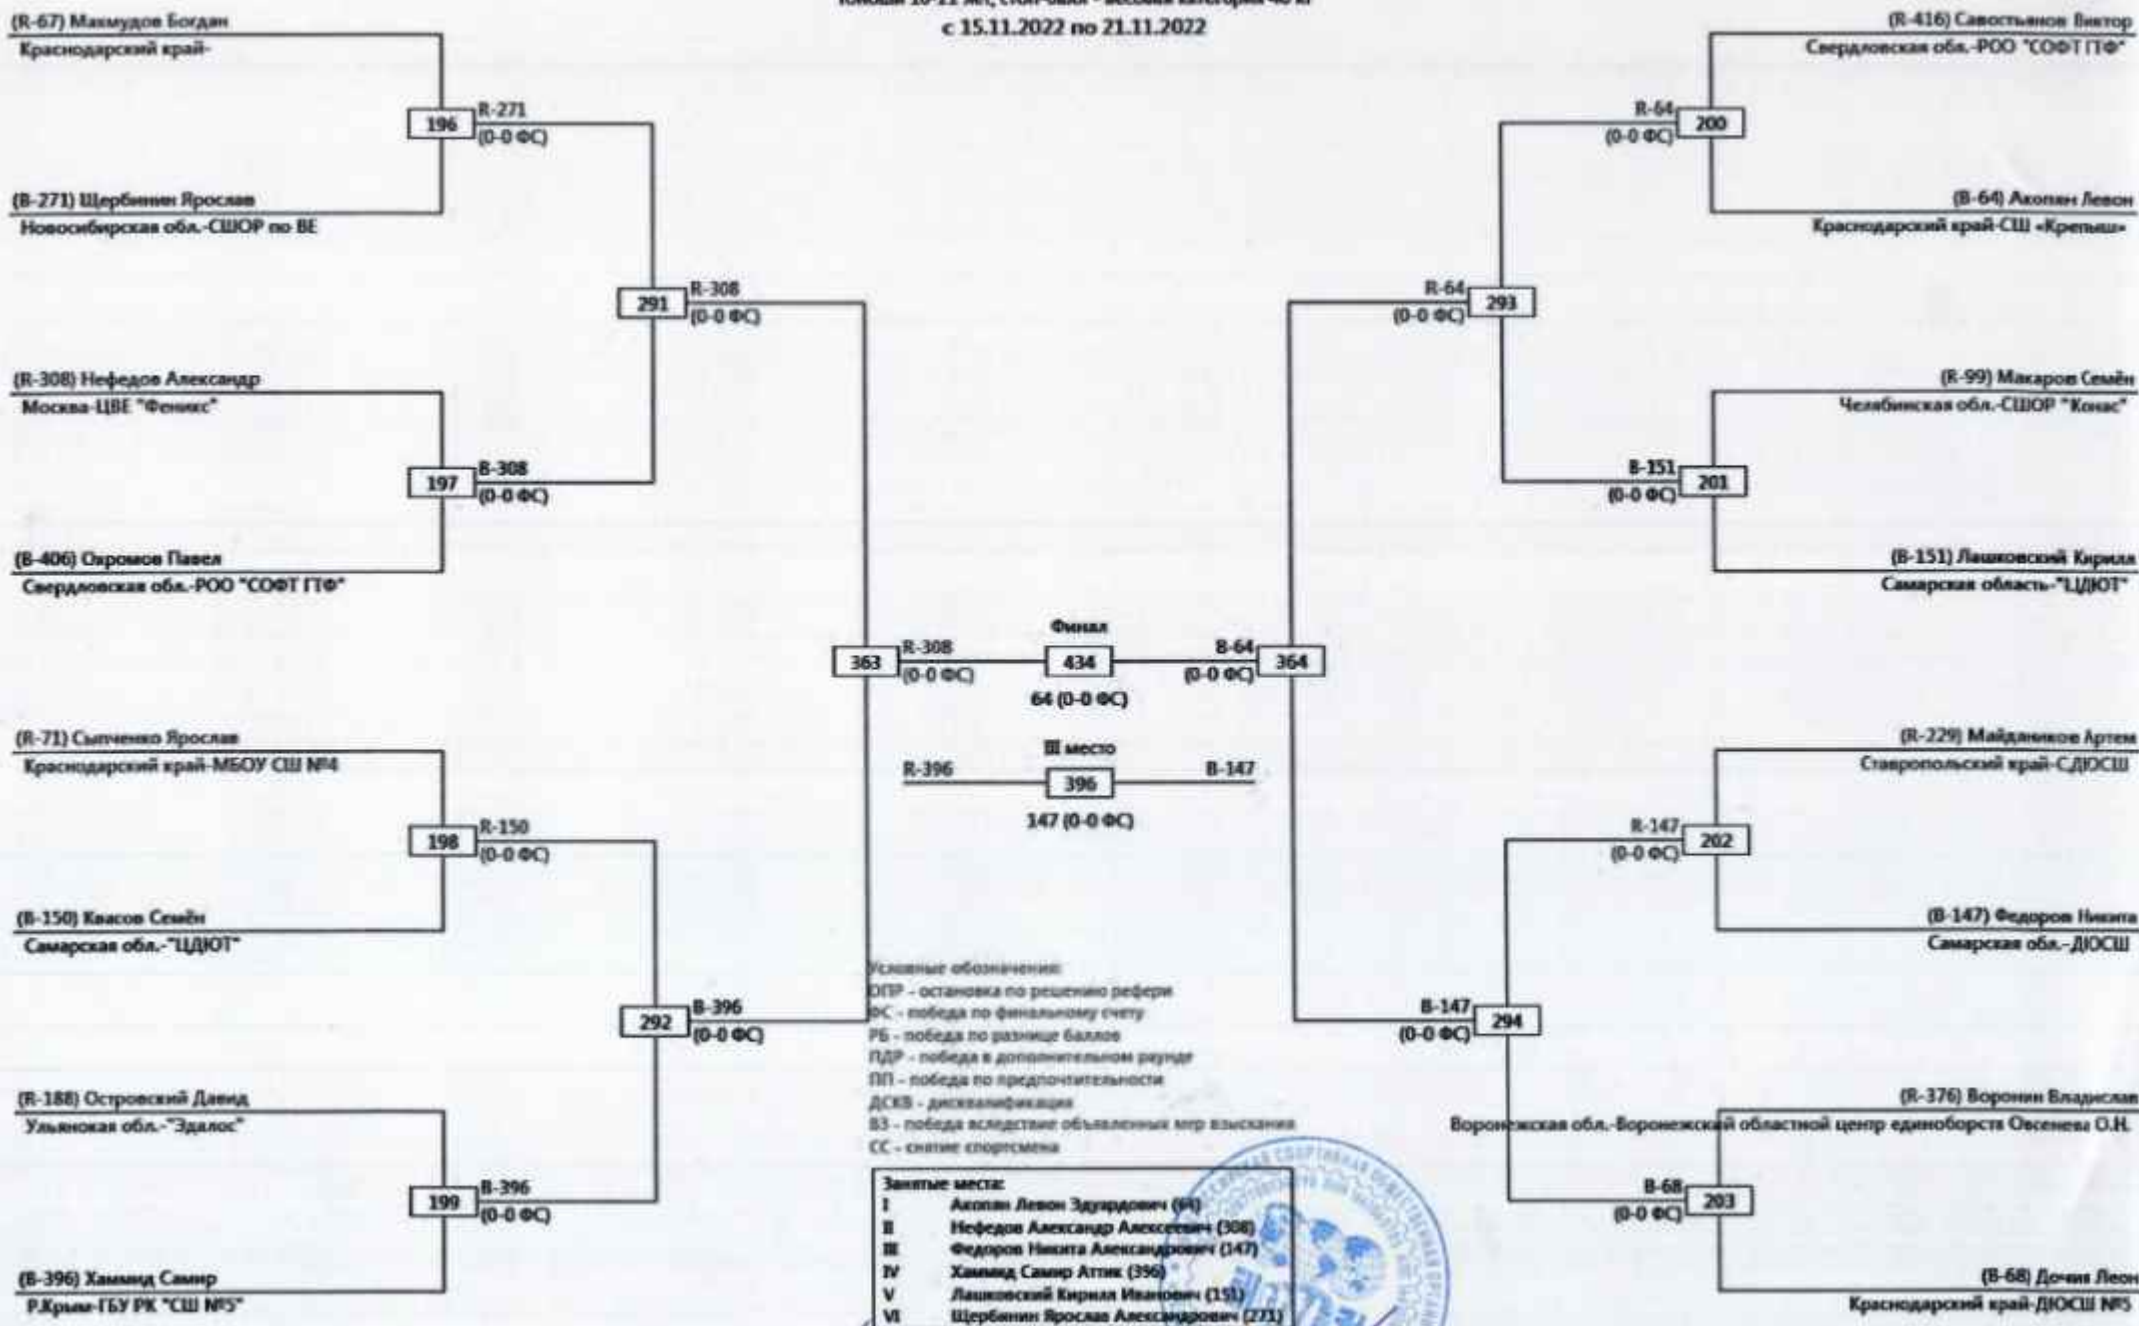 с 15.11.2022 по 21.11.2022
(R-67) Махмудов Богдан
Краснодарский край-
196
R-271
(0-0 ФС)
(B-271) Щербинин Ярослав
Новосибирская обл.-СШОР по ВЕ
291
R-308
(0-0 ФС)
(R-308) Нефедов Александр
Москва-ЦВЕ "Феникс"
197
B-308
(0-0 ФС)
(B-406) Охромов Павел
Свердловская обл.-РОО "СОФТ ГТФ"
363
R-308
(0-0 ФС)
(R-71) Сыпченко Ярослав
Краснодарский край-МБОУ СШ №4
198
R-150
(0-0 ФС)
(B-150) Квасов Семён
Самарская обл.-"ЦДЮТ"
292
B-396
(0-0 ФС)
(R-188) Островский Давид
Ульянокая обл.-"Эдалос"
199
B-396
(0-0 ФС)
(B-396) Хаммид Самир
Р.Крым-ГБУ РК "СШ №5"
Финал
434
64 (0-0 ФС)
III место
R-396
396
B-147
147 (0-0 ФС)
Условные обозначения:
ОПР - остановка по решению рефери
ФС - победа по финальному счету
РБ - победа по разнице баллов
ПДР - победа в дополнительном раунде
ПП - победа по предпочтительности
ДСКВ - дисквалификация
ВЗ - победа вследствие объявленных мер взыскания
СС - снятие спортсмена
Занятые места:
I Акопян Левон Эдуардович (64)
II Нефедов Александр Алексеевич (308)
III Федоров Никита Александрович (147)
IV Хаммид Самир Аттик (396)
V Лашковский Кирилл Иванович (151)
VI Щербинин Ярослав Александрович (271)
(R-416) Савостьянов Виктор
Свердловская обл.-РОО "СОФТ ГТФ"
R-64
(0-0 ФС)
200
(B-64) Акопян Левон
Краснодарский край-СШ «Крепыш»
R-64
(0-0 ФС)
293
(R-99) Макаров Семён
Челябинская обл.-СШОР "Конас"
B-151
(0-0 ФС)
201
(B-151) Лашковский Кирилл
Самарская область-"ЦДЮТ"
B-64
(0-0 ФС)
364
(R-229) Майдаников Артем
Ставропольский край-СДЮСШ
R-147
(0-0 ФС)
202
(B-147) Федоров Никита
Самарская обл.-ДЮСШ
B-147
(0-0 ФС)
294
(R-376) Воронин Владислав
Воронежская обл.-Воронежский областной центр единоборств Овсенева О.Н.
B-68
(0-0 ФС)
203
(B-68) Дочия Леон
Краснодарский край-ДЮСШ №5